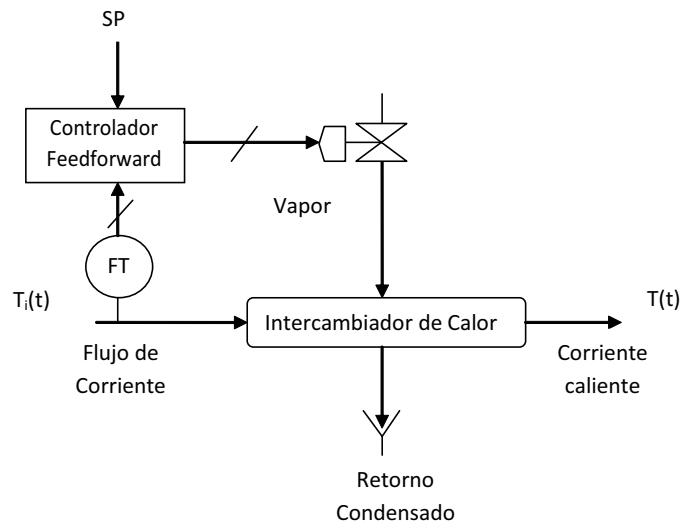 SP
Controlador
Feedforward
Vapor
FT
Tᵢ(t)
T(t)
Intercambiador de Calor
Flujo de
Corriente
Corriente
caliente
Retorno
Condensado